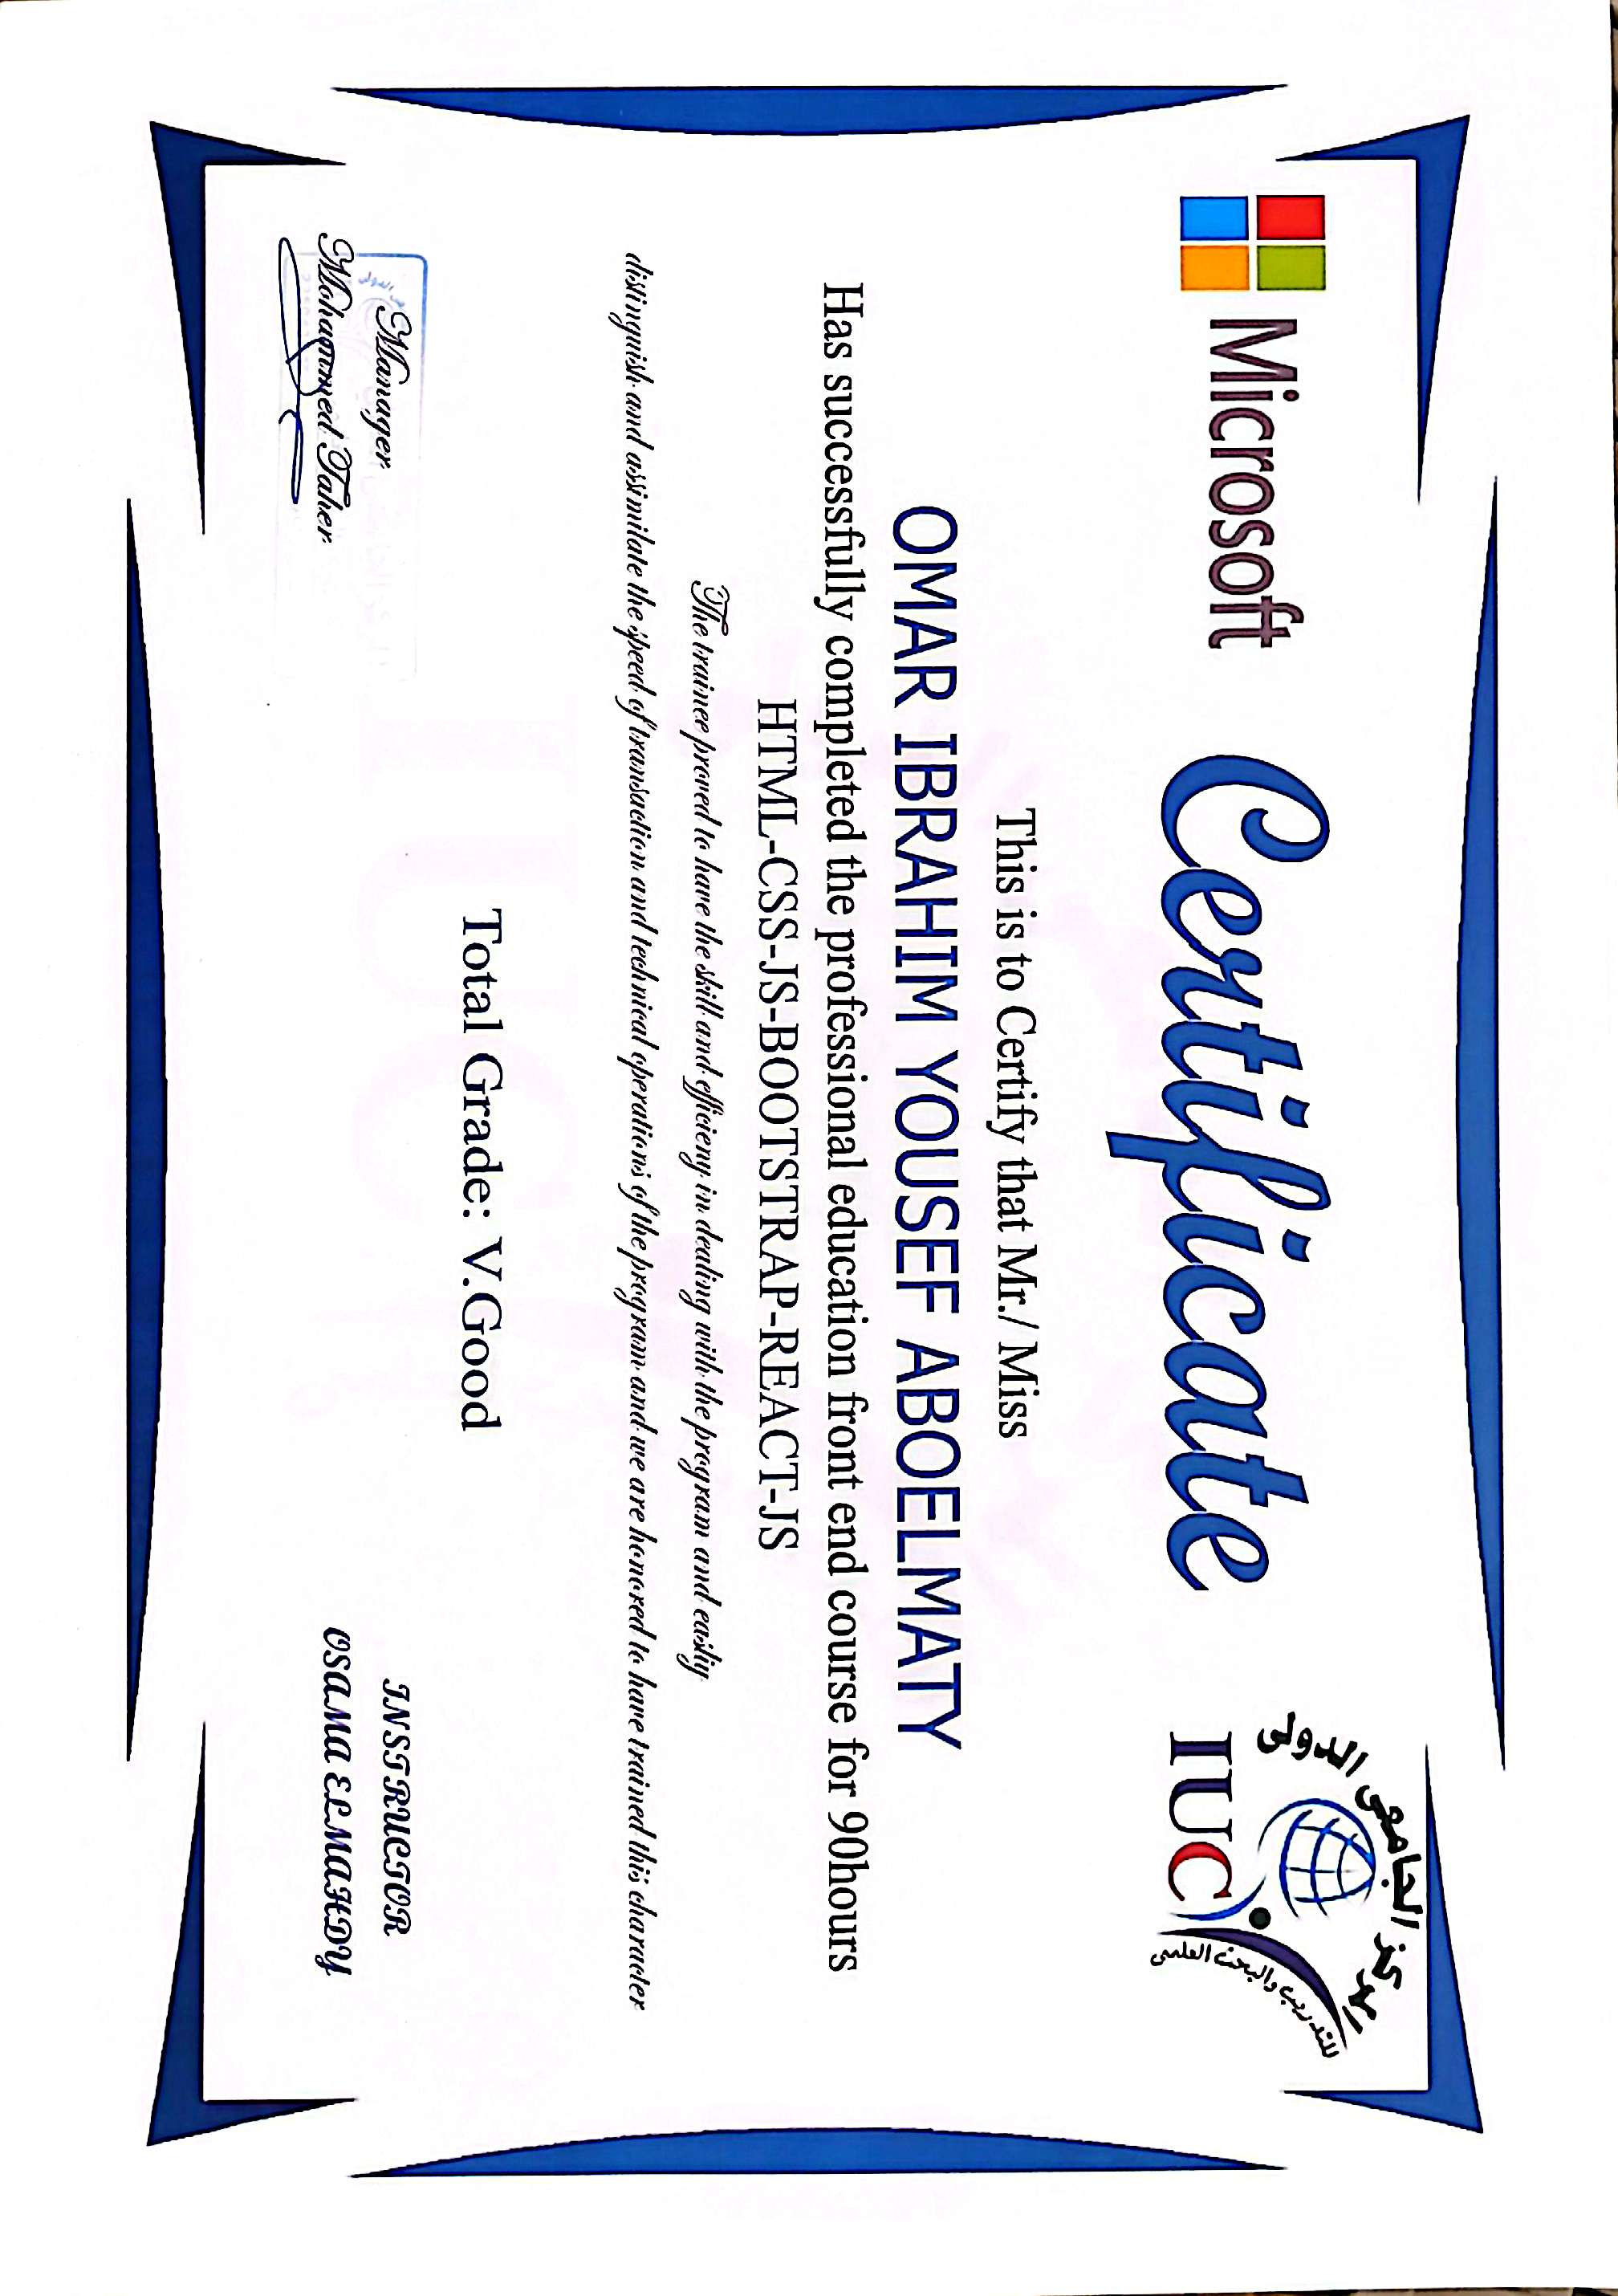 Microsoft
Certificate
المركز الجامعى الدولى
للتدريب والبحث العلمى
IUC
This is to Certify that Mr./ Miss
OMAR IBRAHIM YOUSEF ABOELMATY
Has successfully completed the professional education front end course for 90hours
HTML-CSS-JS-BOOTSTRAP-REACT-JS
The trainee proved to have the skill and efficieny in dealing with the program and easliy
distinguish and assimilate the speed of transaction and technical operations of the program and we are honored to have trained this character
Total Grade: V.Good
Manager
Mohammed Taher
INSTRUCTOR
OSAMA ELMAHDY